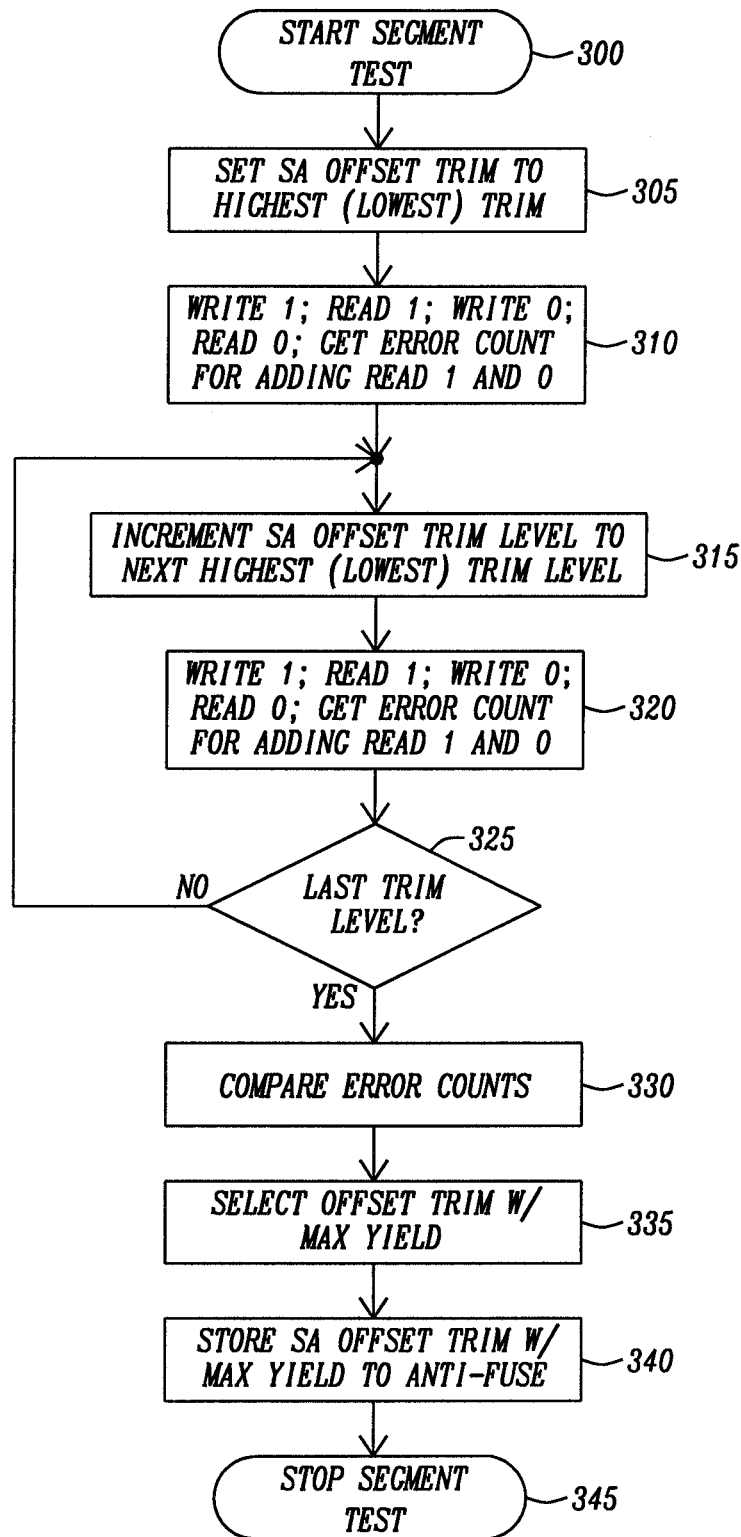 START SEGMENT
TEST
300
SET SA OFFSET TRIM TO
HIGHEST (LOWEST) TRIM
305
WRITE 1; READ 1; WRITE 0;
READ 0; GET ERROR COUNT
FOR ADDING READ 1 AND 0
310
INCREMENT SA OFFSET TRIM LEVEL TO
NEXT HIGHEST (LOWEST) TRIM LEVEL
315
WRITE 1; READ 1; WRITE 0;
READ 0; GET ERROR COUNT
FOR ADDING READ 1 AND 0
320
325
NO
LAST TRIM
LEVEL?
YES
COMPARE ERROR COUNTS
330
SELECT OFFSET TRIM W/
MAX YIELD
335
STORE SA OFFSET TRIM W/
MAX YIELD TO ANTI-FUSE
340
STOP SEGMENT
TEST
345